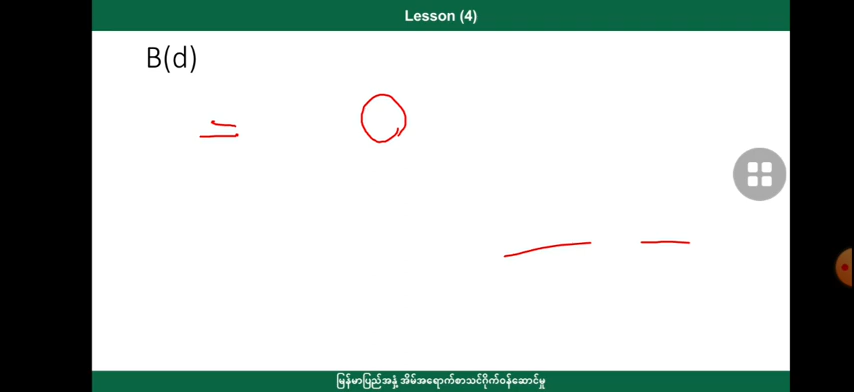 Lesson (4)
B(d)
မြန်မာပြည်အနှံ့ အိမ်အရောက်စာသင်ဂိုက်ဝန်ဆောင်မှု